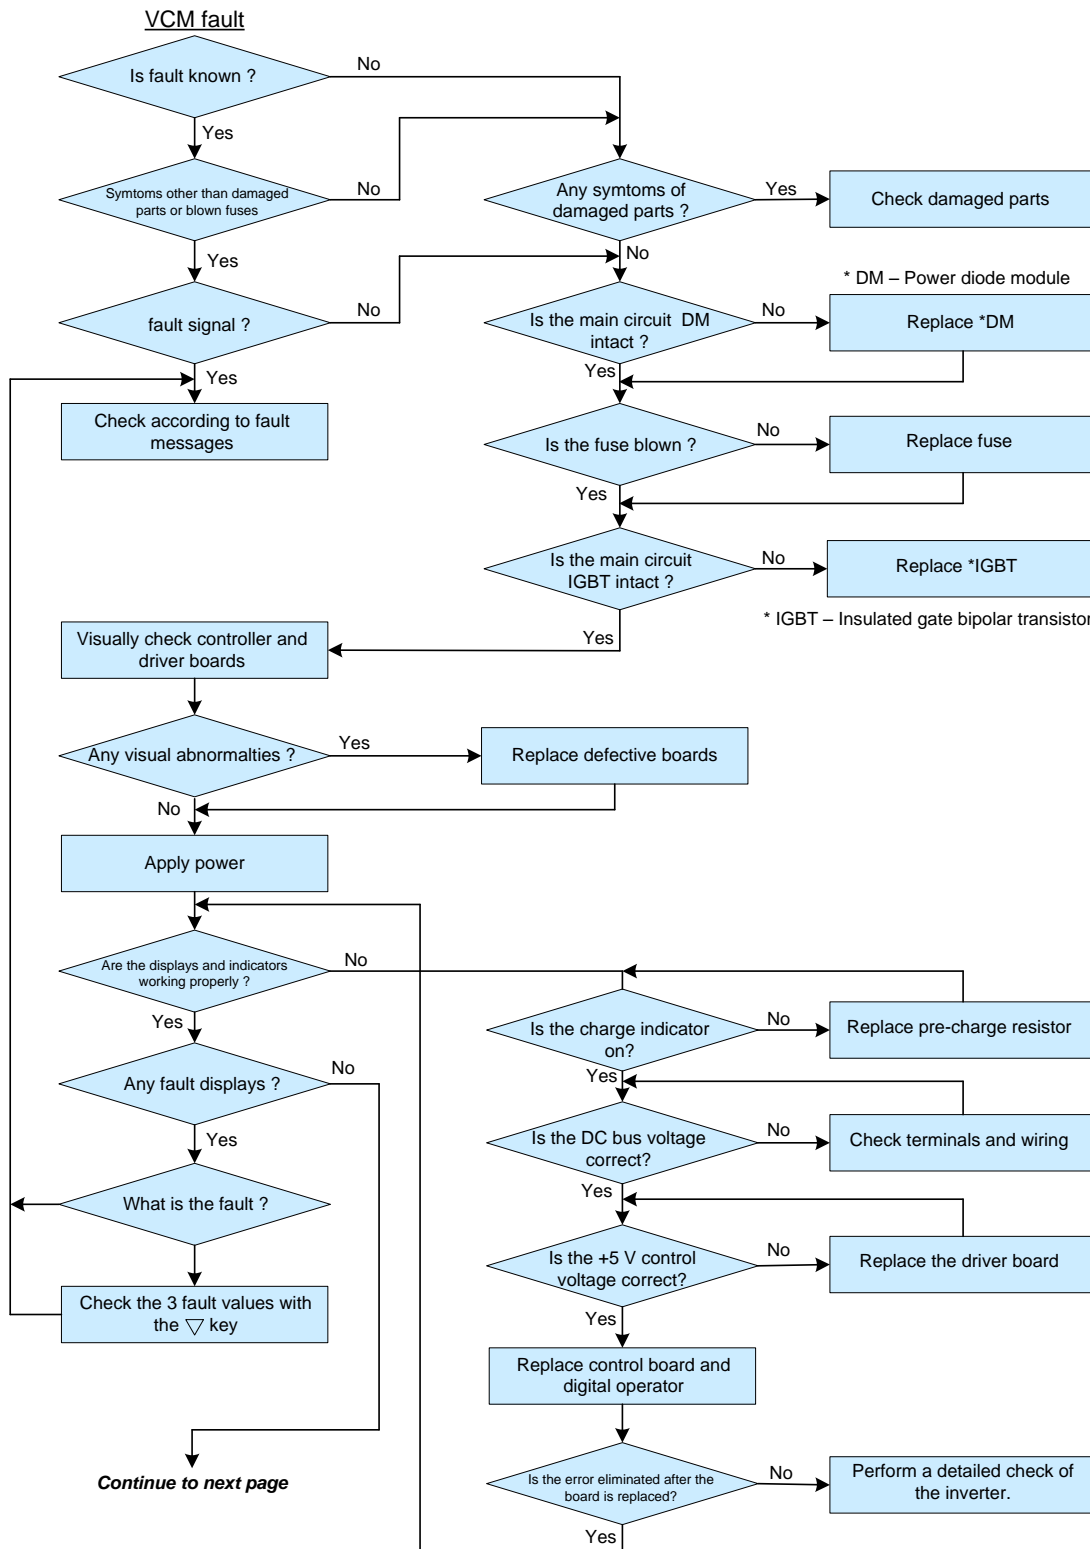 VCM fault
Is fault known ?
No
Yes
Symtoms other than damaged
parts or blown fuses
No
Any symtoms of
damaged parts ?
Yes
Check damaged parts
Yes
No
* DM – Power diode module
fault signal ?
No
Is the main circuit DM
intact ?
No
Replace *DM
Yes
Yes
Check according to fault
messages
Is the fuse blown ?
No
Replace fuse
Yes
Is the main circuit
IGBT intact ?
No
Replace *IGBT
* IGBT – Insulated gate bipolar transistor
Yes
Visually check controller and
driver boards
Any visual abnormalties ?
Yes
Replace defective boards
No
Apply power
Are the displays and indicators
working properly ?
No
Yes
Is the charge indicator
on?
No
Replace pre-charge resistor
Yes
Any fault displays ?
No
Yes
Is the DC bus voltage
correct?
No
Check terminals and wiring
Yes
What is the fault ?
Is the +5 V control
voltage correct?
No
Replace the driver board
Yes
Check the 3 fault values with
the ▽ key
Replace control board and
digital operator
Continue to next page
Is the error eliminated after the
board is replaced?
No
Perform a detailed check of
the inverter.
Yes